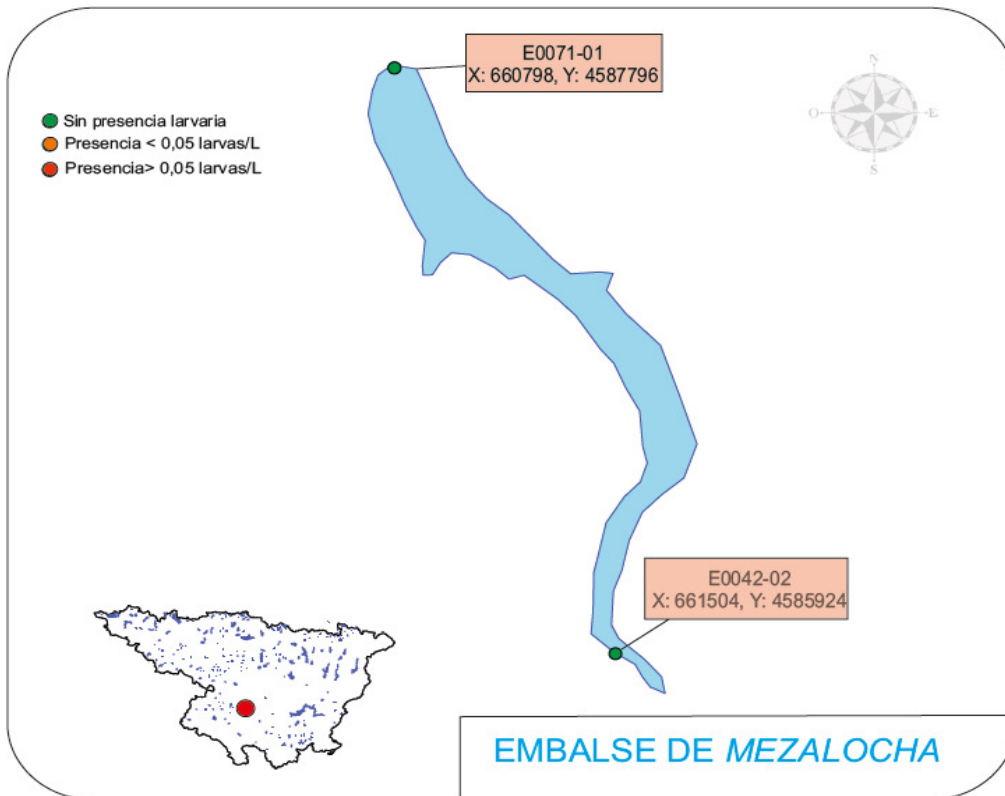 E0071-01
X: 660798, Y: 4587796
N
O
E
S
Sin presencia larvaria
Presencia < 0,05 larvas/L
Presencia> 0,05 larvas/L
E0042-02
X: 661504, Y: 4585924
EMBALSE DE MEZALOCHA